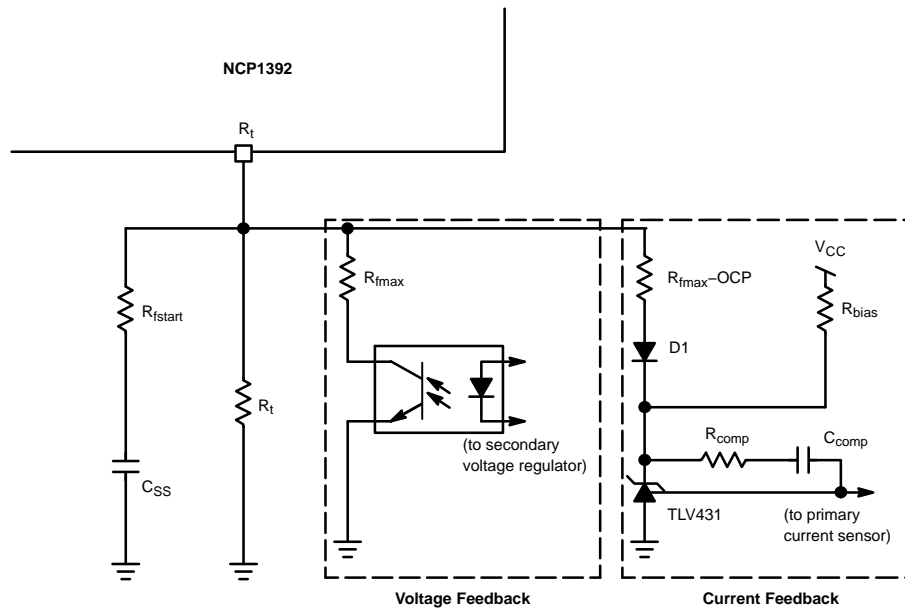 NCP1392
Rt
VCC
Rfmax
Rfmax–OCP
Rfstart
Rbias
D1
Rt
Rcomp
Ccomp
(to secondary
voltage regulator)
CSS
TLV431
(to primary
current sensor)
Voltage Feedback
Current Feedback